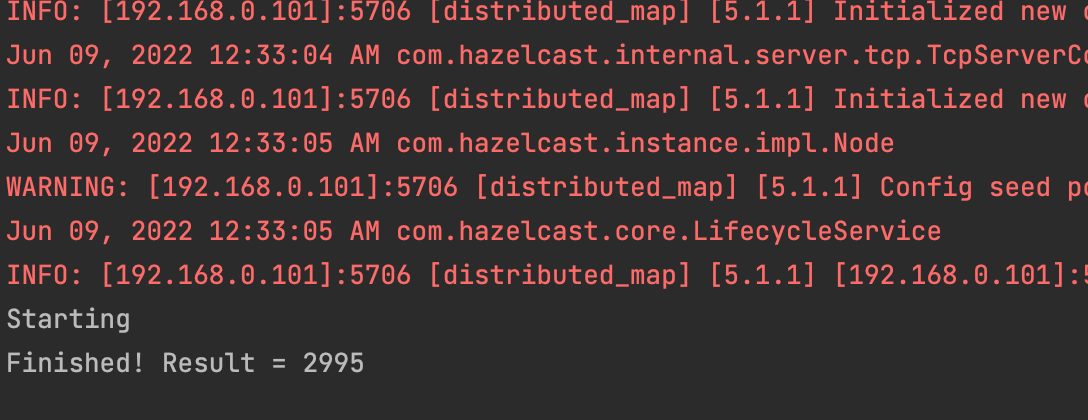 INFO: [192.168.0.101]:5706 [distributed_map] [5.1.1] Initialized new
Jun 09, 2022 12:33:04 AM com.hazelcast.internal.server.tcp.TcpServerCo
INFO: [192.168.0.101]:5706 [distributed_map] [5.1.1] Initialized new
Jun 09, 2022 12:33:05 AM com.hazelcast.instance.impl.Node
WARNING: [192.168.0.101]:5706 [distributed_map] [5.1.1] Config seed po
Jun 09, 2022 12:33:05 AM com.hazelcast.core.LifecycleService
INFO: [192.168.0.101]:5706 [distributed_map] [5.1.1] [192.168.0.101]:5
Starting
Finished! Result = 2995